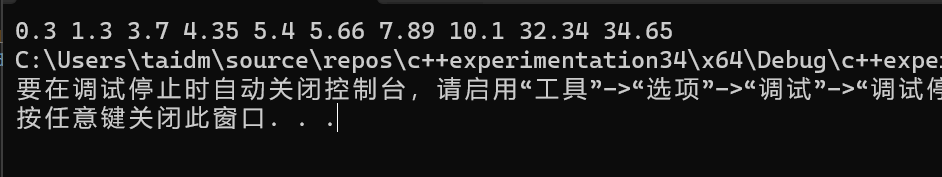 0.3 1.3 3.7 4.35 5.4 5.66 7.89 10.1 32.34 34.65
C:\Users\taidm\source\repos\c++experimentation34\x64\Debug\c++expe
要在调试停止时自动关闭控制台，请启用“工具”->“选项”->“调试”->“调试停
按任意键关闭此窗口. . .